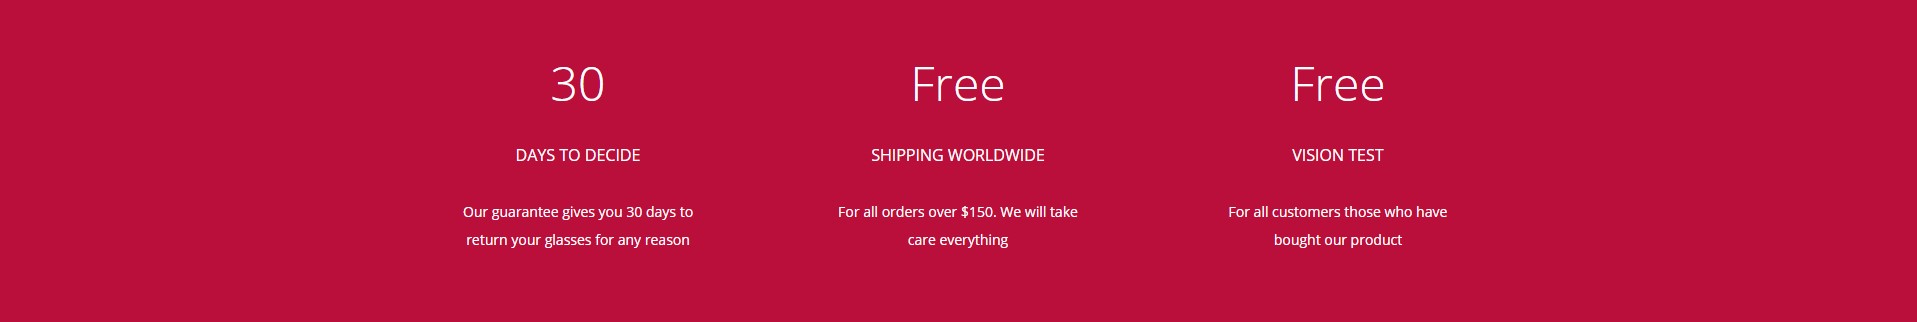 30
DAYS TO DECIDE
Our guarantee gives you 30 days to
return your glasses for any reason
Free
SHIPPING WORLDWIDE
For all orders over $150. We will take
care everything
Free
VISION TEST
For all customers those who have
bought our product